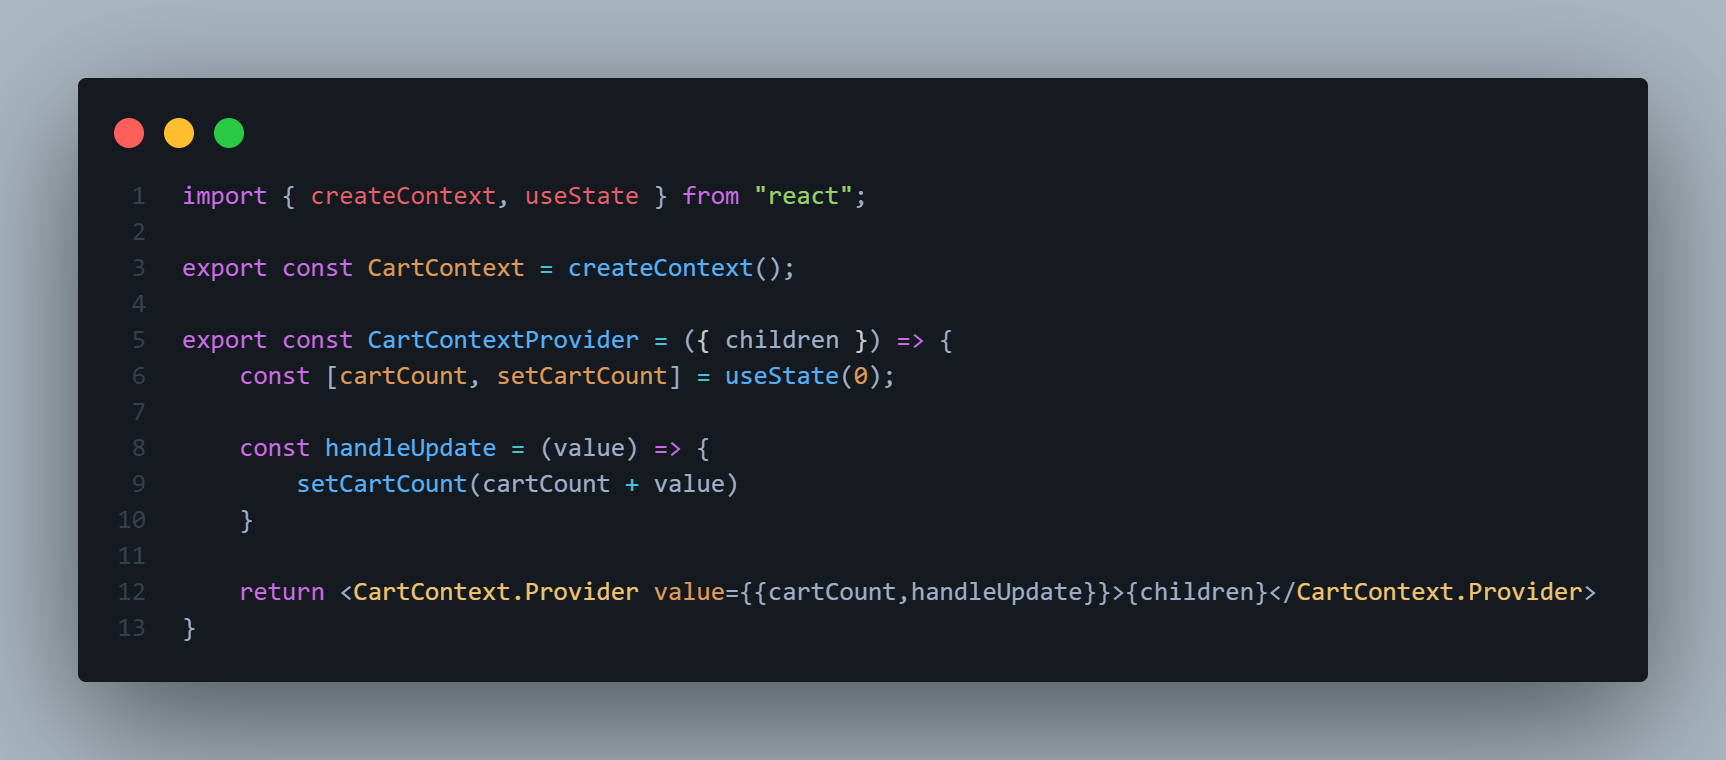 1 import { createContext, useState } from "react";
2
3 export const CartContext = createContext();
4
5 export const CartContextProvider = ({ children }) => {
6     const [cartCount, setCartCount] = useState(0);
7
8     const handleUpdate = (value) => {
9         setCartCount(cartCount + value)
10     }
11
12     return <CartContext.Provider value={{cartCount,handleUpdate}}>{children}</CartContext.Provider>
13 }